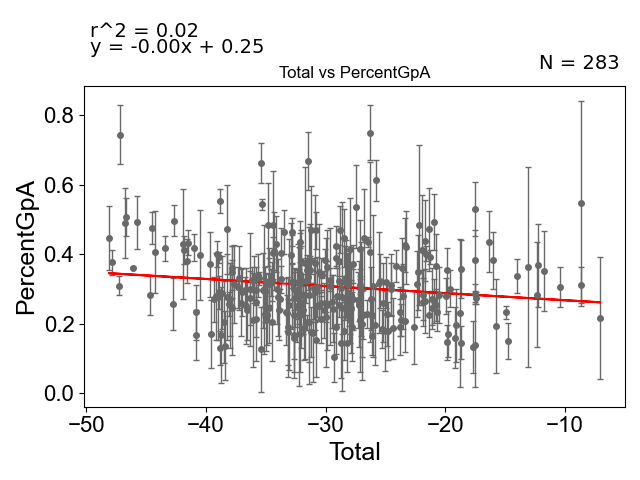 r^2 = 0.02
y = -0.00x + 0.25
N = 283
Total vs PercentGpA
PercentGpA
0.8
0.6
0.4
0.2
0.0
−50 −40 −30 −20 −10
Total